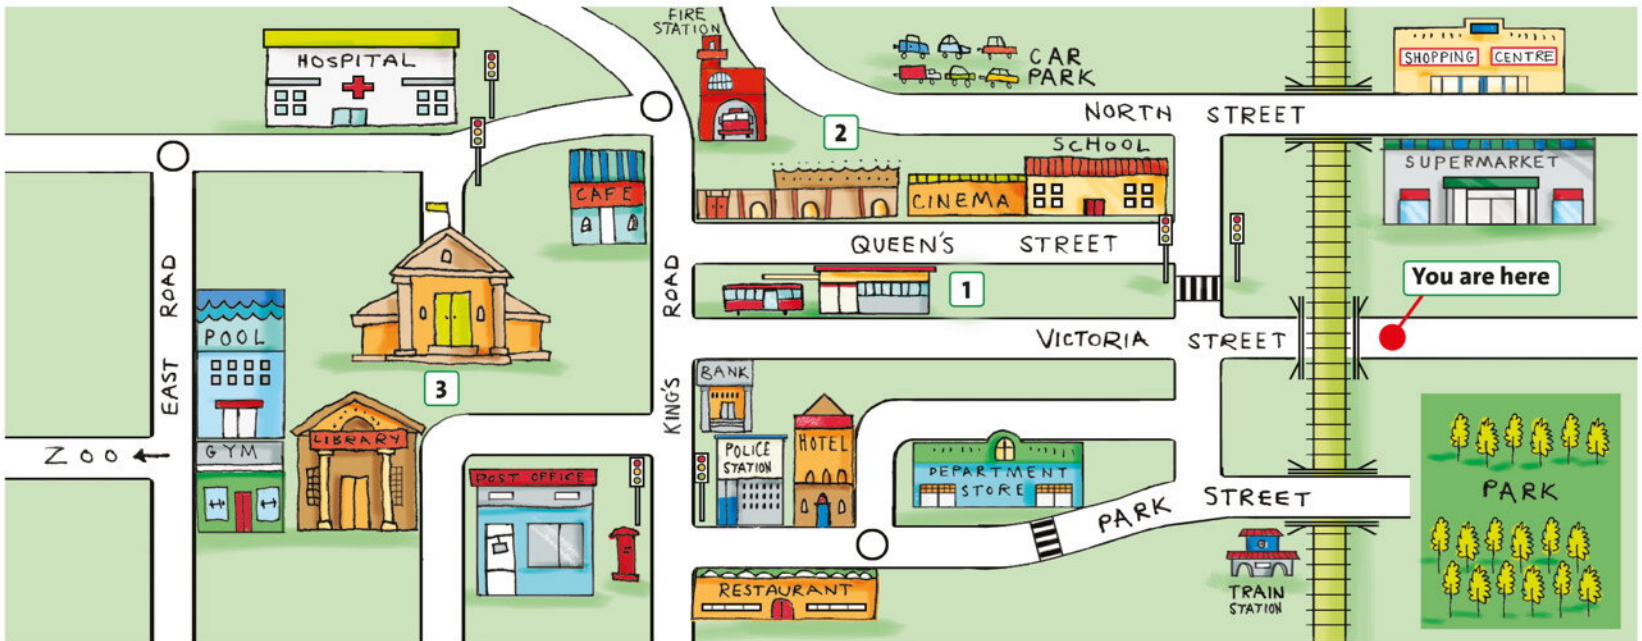 FIRE
STATION
HOSPITAL
CAR
PARK
SHOPPING CENTRE
NORTH STREET
2
SCHOOL
SUPERMARKET
CAFE
CINEMA
QUEEN'S STREET
You are here
1
EAST ROAD
KING'S ROAD
POOL
VICTORIA STREET
BANK
3
LIBRARY
HOTEL
ZOO
GYM
POLICE
STATION
POST OFFICE
DEPARTMENT
STORE
PARK STREET
PARK
RESTAURANT
TRAIN
STATION